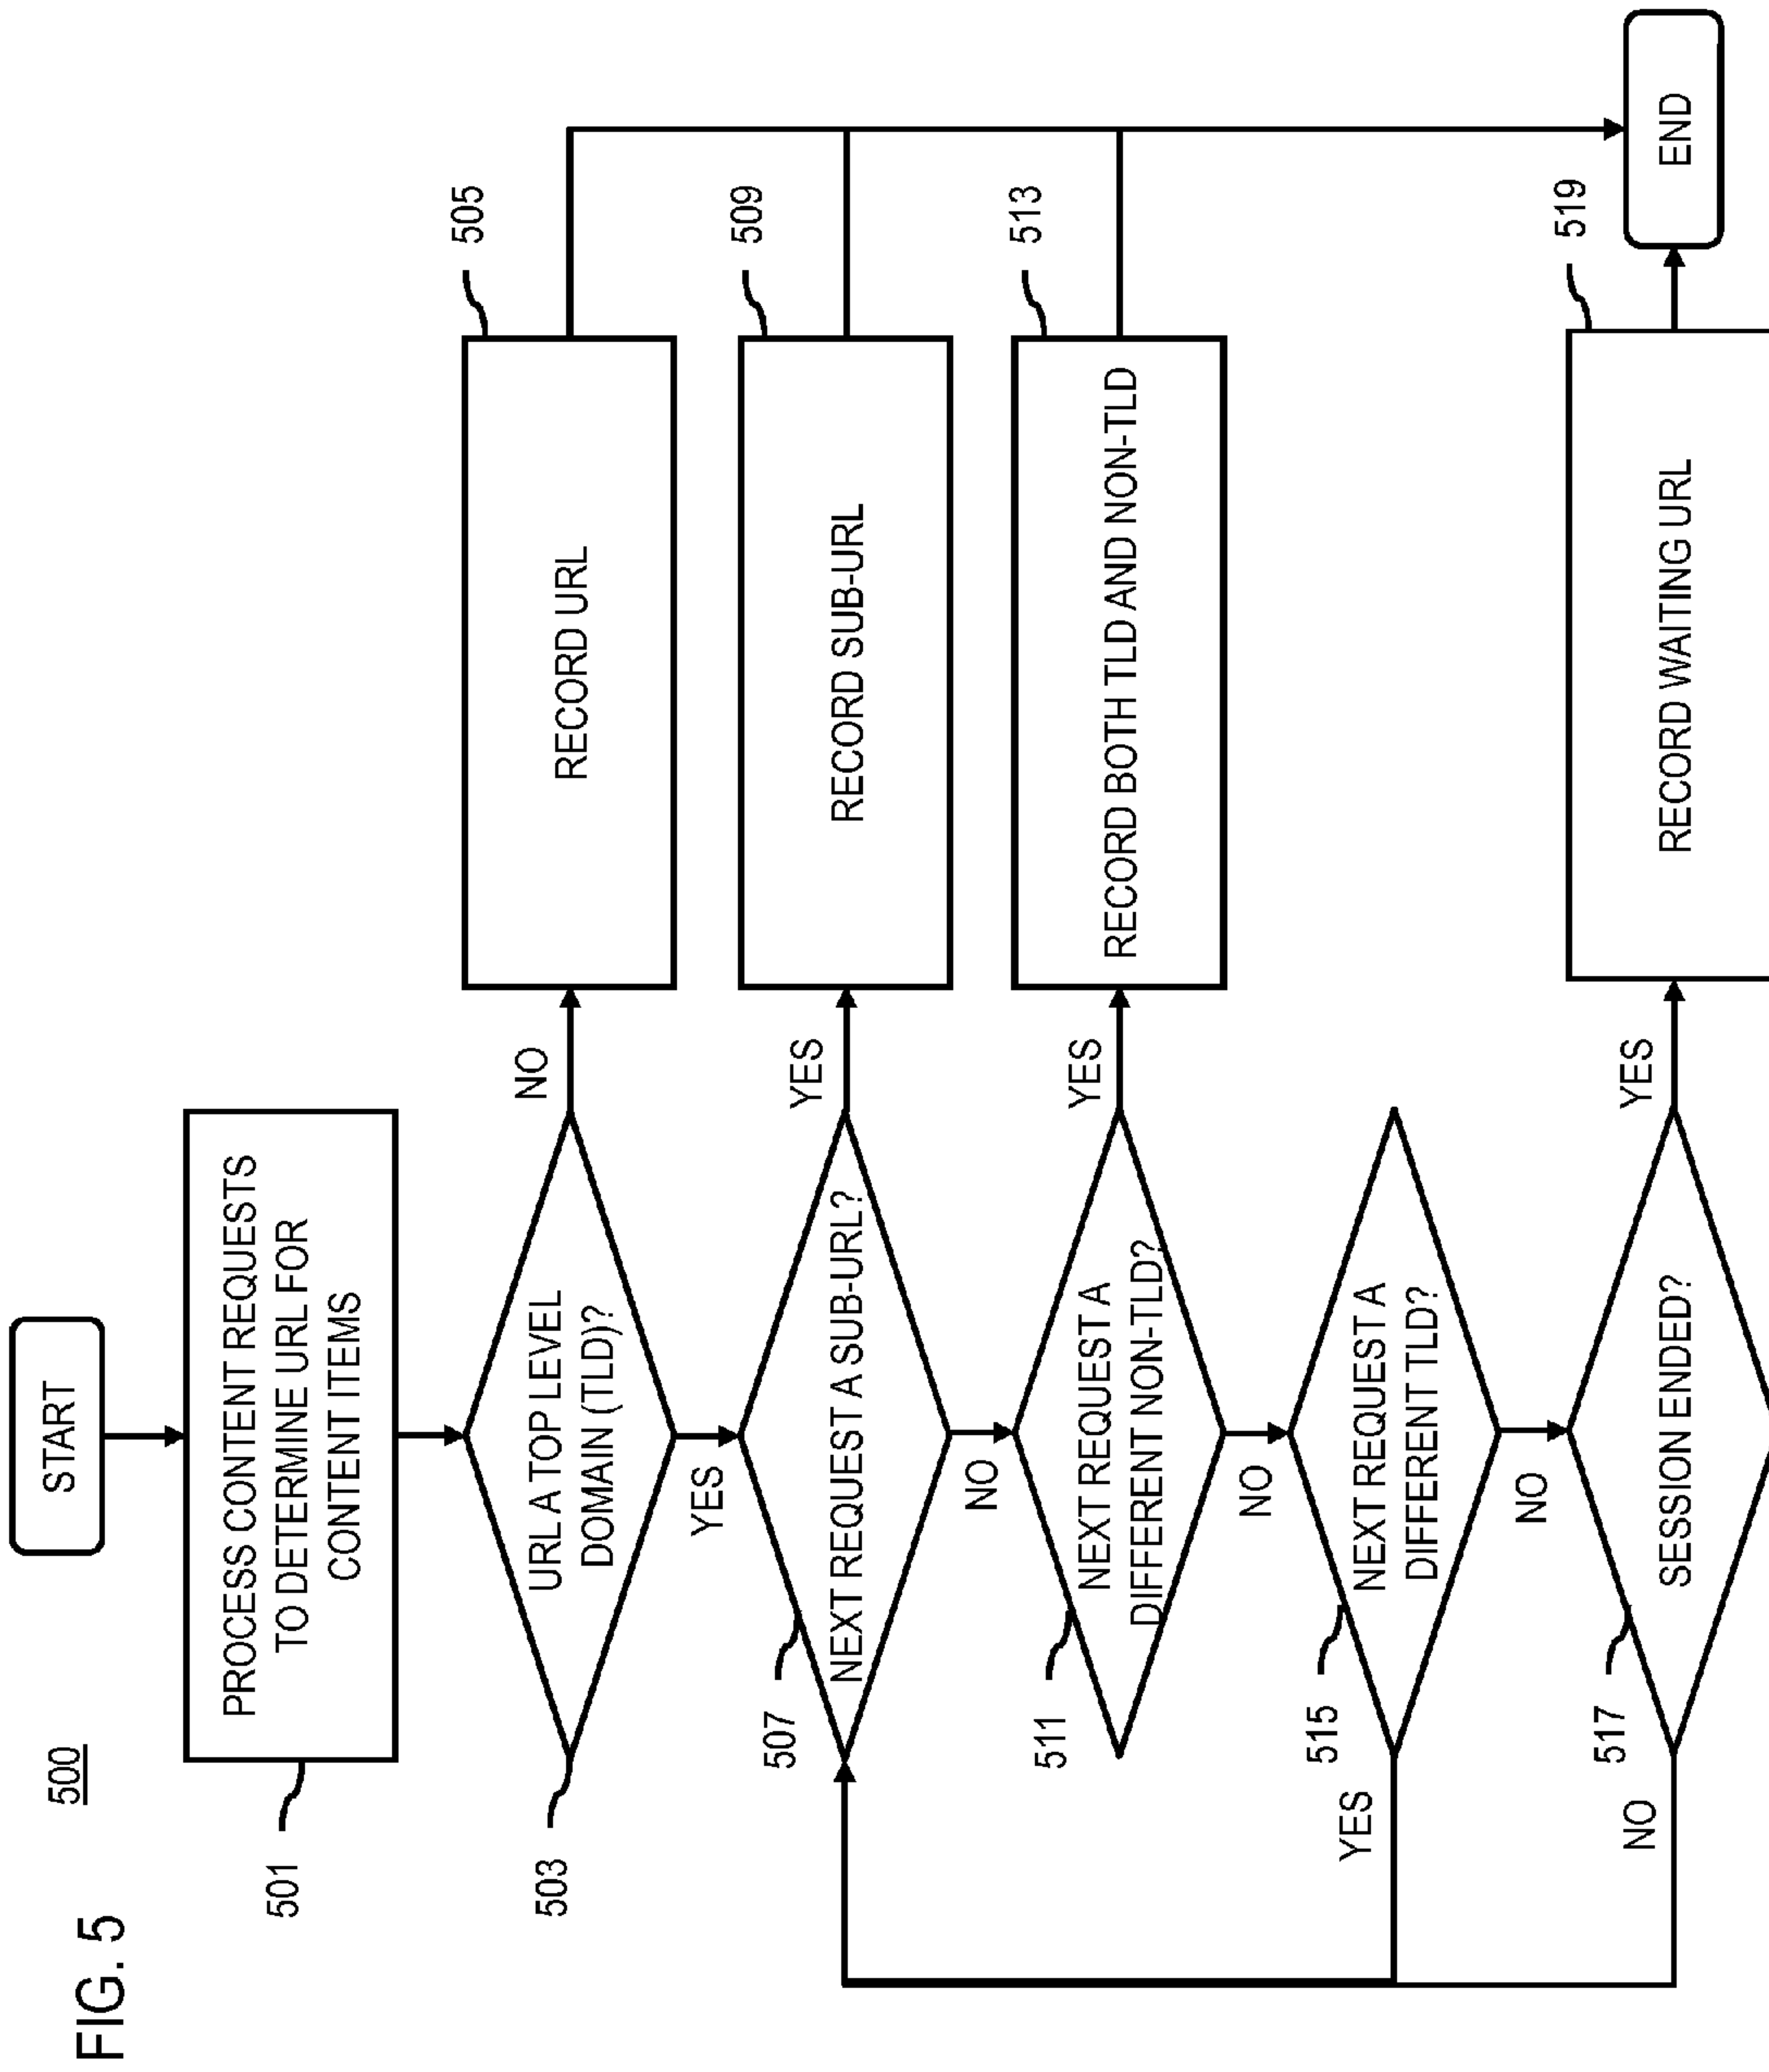 FIG. 5
500
START
501
PROCESS CONTENT REQUESTS
TO DETERMINE URL FOR
CONTENT ITEMS
503
URL A TOP LEVEL
DOMAIN (TLD)?
NO
505
RECORD URL
YES
507
NEXT REQUEST A SUB-URL?
YES
509
RECORD SUB-URL
NO
511
NEXT REQUEST A
DIFFERENT NON-TLD?
YES
513
RECORD BOTH TLD AND NON-TLD
NO
515
NEXT REQUEST A
DIFFERENT TLD?
YES
NO
517
SESSION ENDED?
NO
YES
519
RECORD WAITING URL
END